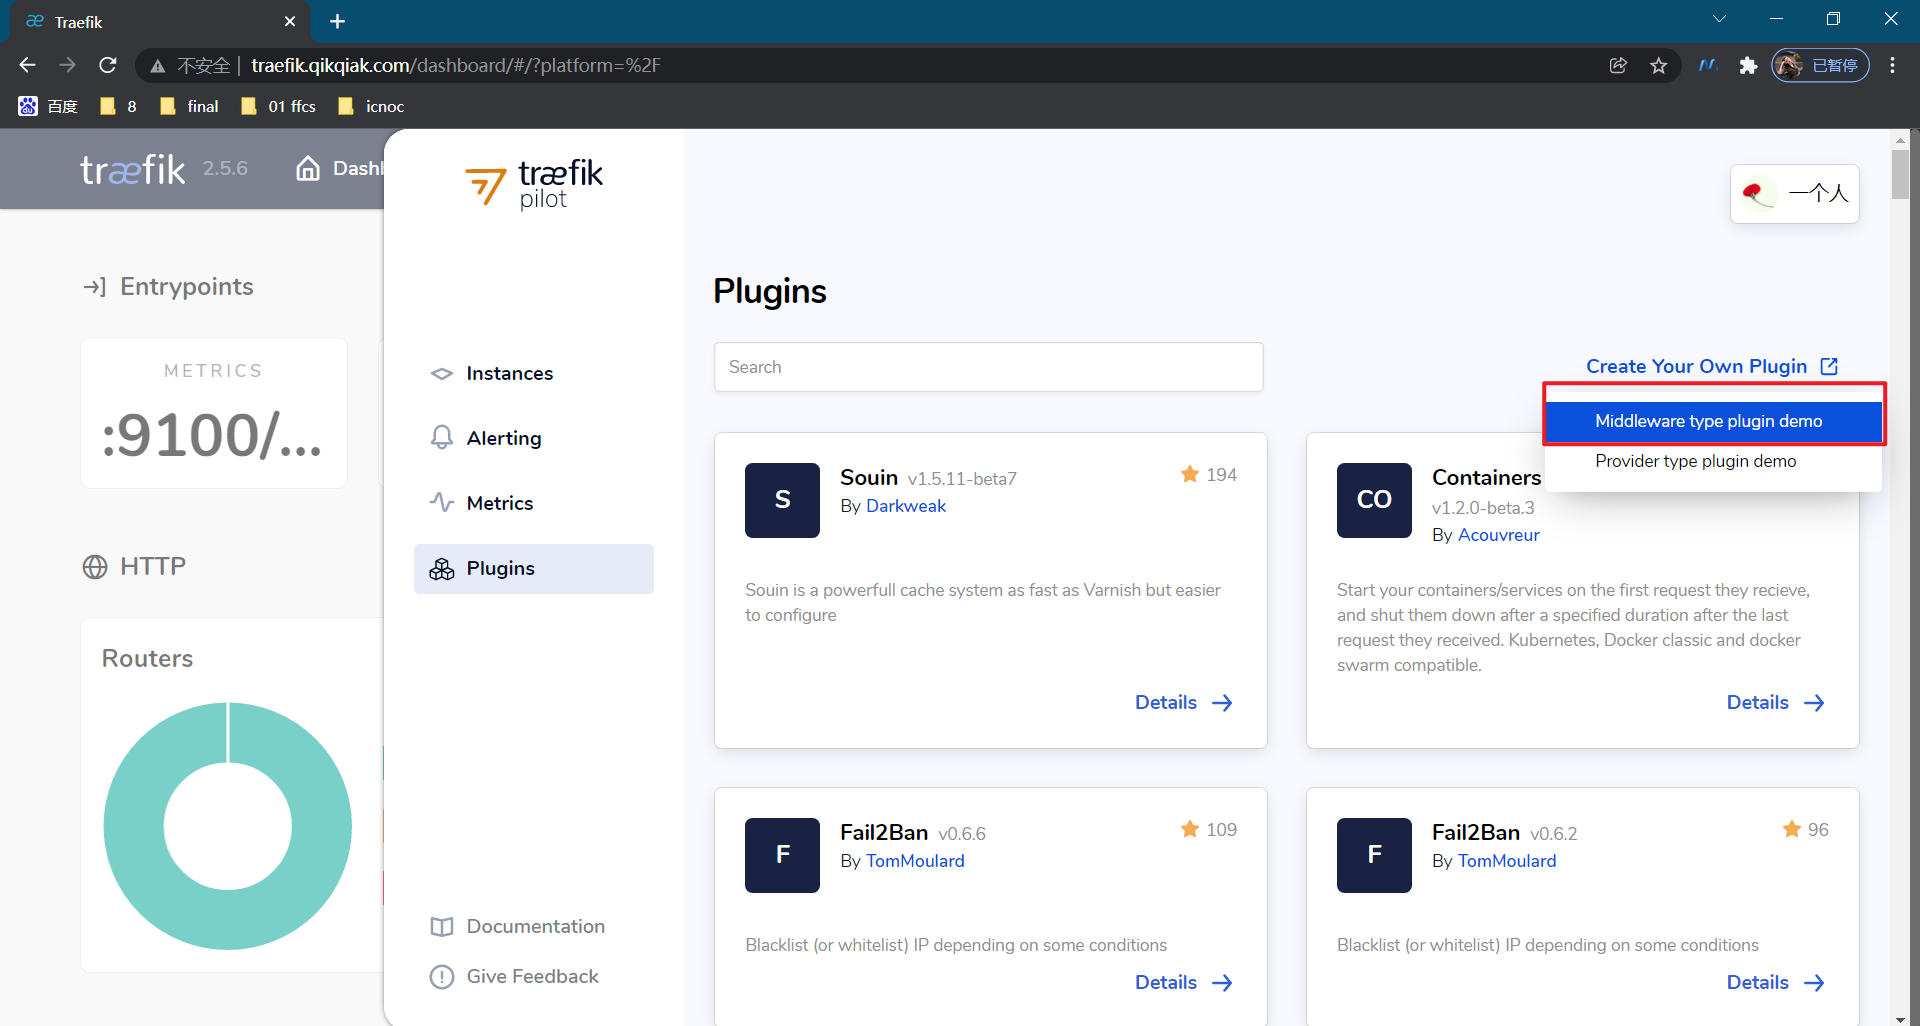 Traefik
不安全 | traefik.qikqiak.com/dashboard/#/?platform=%2F
已暂停
百度 8 final 01 ffcs icnoc
træfik 2.5.6 Dashb
træfik
pilot
一个人
Entrypoints
METRICS
:9100/...
HTTP
Routers
Instances
Alerting
Metrics
Plugins
Documentation
Give Feedback
Plugins
Search
Create Your Own Plugin
Middleware type plugin demo
Provider type plugin demo
S
Souin v1.5.11-beta7
194
By Darkweak
Souin is a powerfull cache system as fast as Varnish but easier
to configure
Details
CO
Containers
v1.2.0-beta.3
By Acouvreur
Start your containers/services on the first request they recieve,
and shut them down after a specified duration after the last
request they received. Kubernetes, Docker classic and docker
swarm compatible.
Details
F
Fail2Ban v0.6.6
109
By TomMoulard
Blacklist (or whitelist) IP depending on some conditions
Details
F
Fail2Ban v0.6.2
96
By TomMoulard
Blacklist (or whitelist) IP depending on some conditions
Details